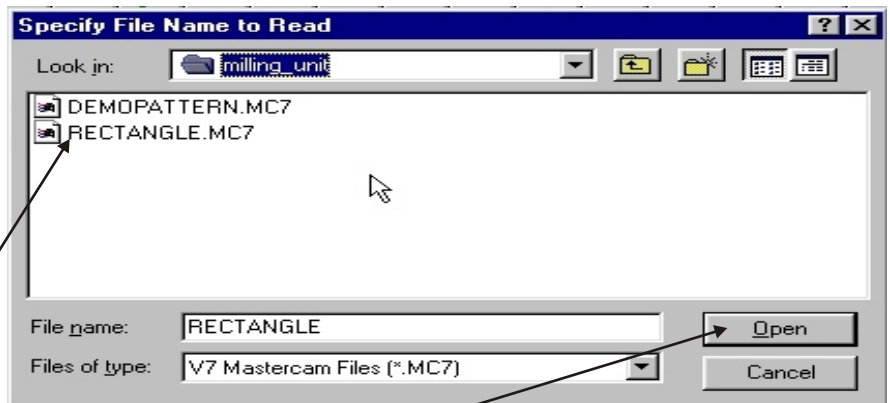 Specify File Name to Read
Look in: milling_unit
DEMOPATTERN.MC7
RECTANGLE.MC7
File name: RECTANGLE Open
Files of type: V7 Mastercam Files (*.MC7) Cancel